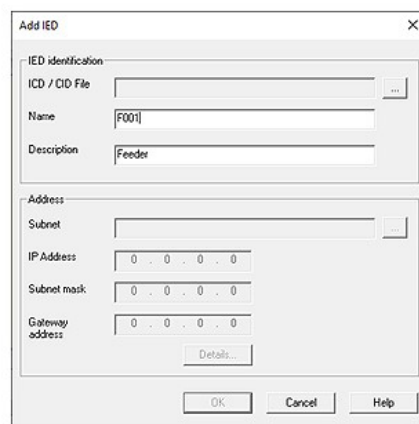 Add IED
IED identification
ICD / CID File
...
Name
F001
Description
Feeder
Address
Subnet
...
IP Address
0 . 0 . 0 . 0
Subnet mask
0 . 0 . 0 . 0
Gateway
address
0 . 0 . 0 . 0
Details...
OK
Cancel
Help